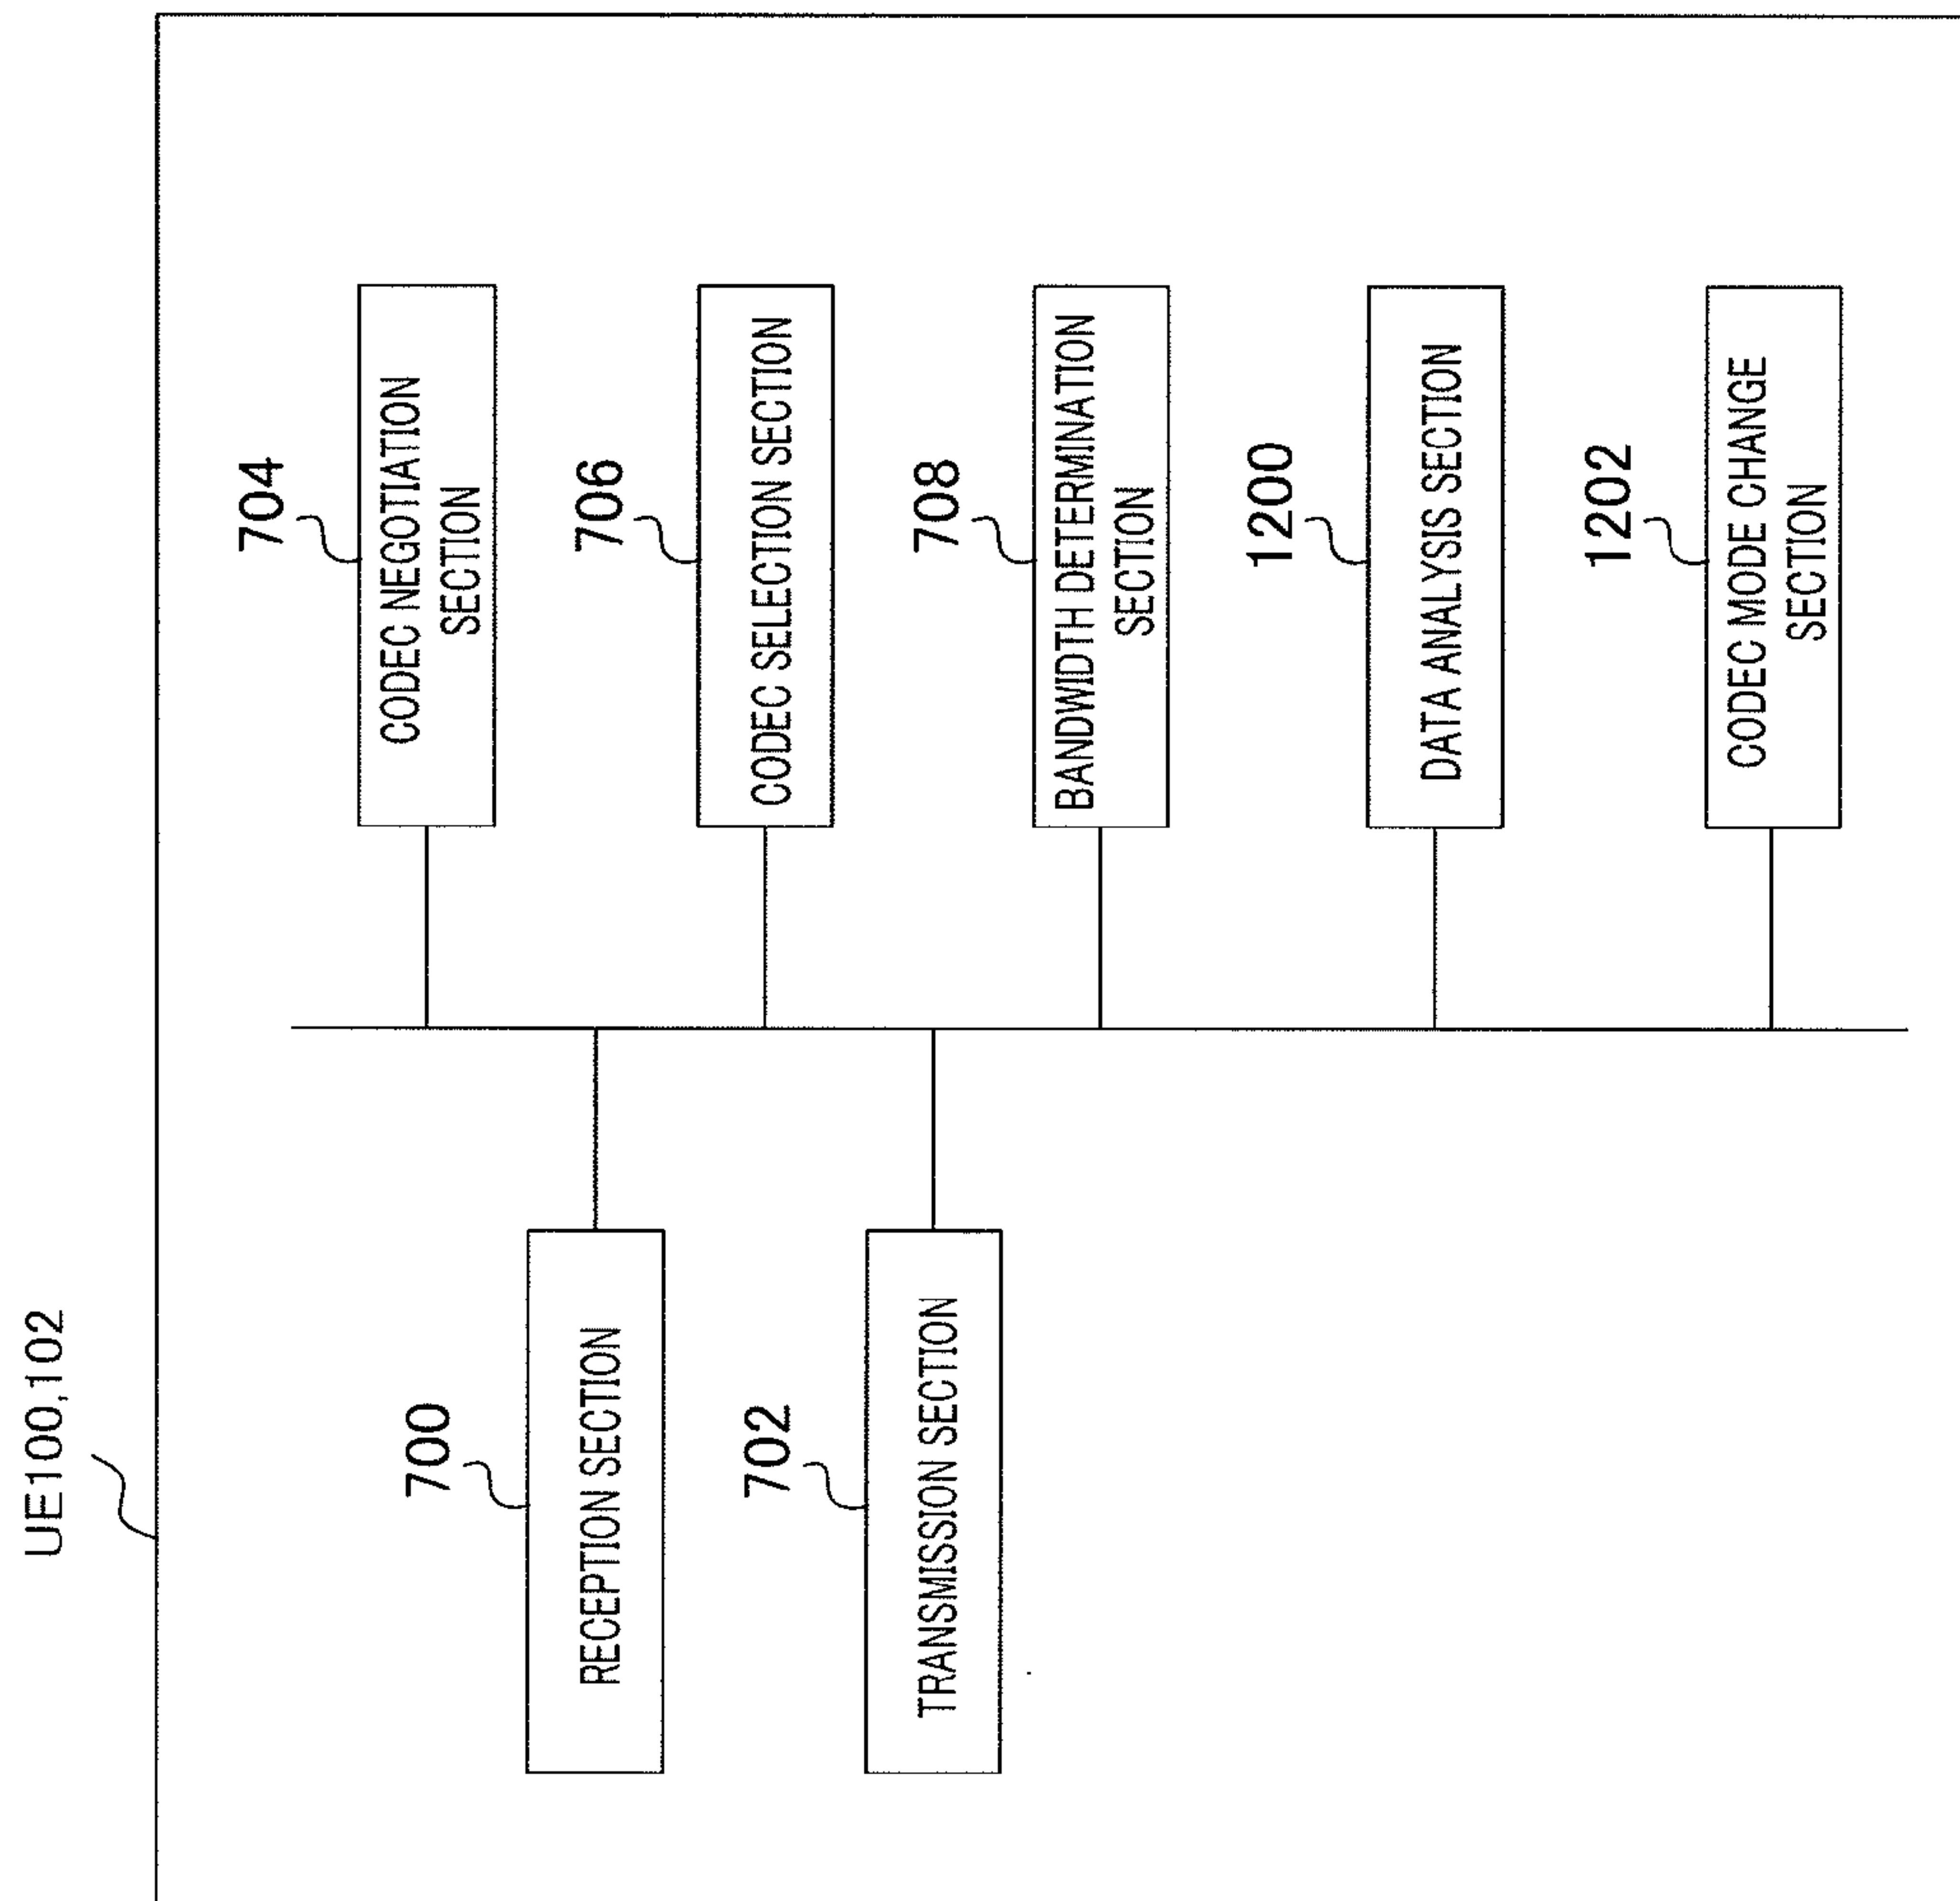 UE100,102
700
RECEPTION SECTION
702
TRANSMISSION SECTION
704
CODEC NEGOTIATION
SECTION
706
CODEC SELECTION SECTION
708
BANDWIDTH DETERMINATION
SECTION
1200
DATA ANALYSIS SECTION
1202
CODEC MODE CHANGE
SECTION